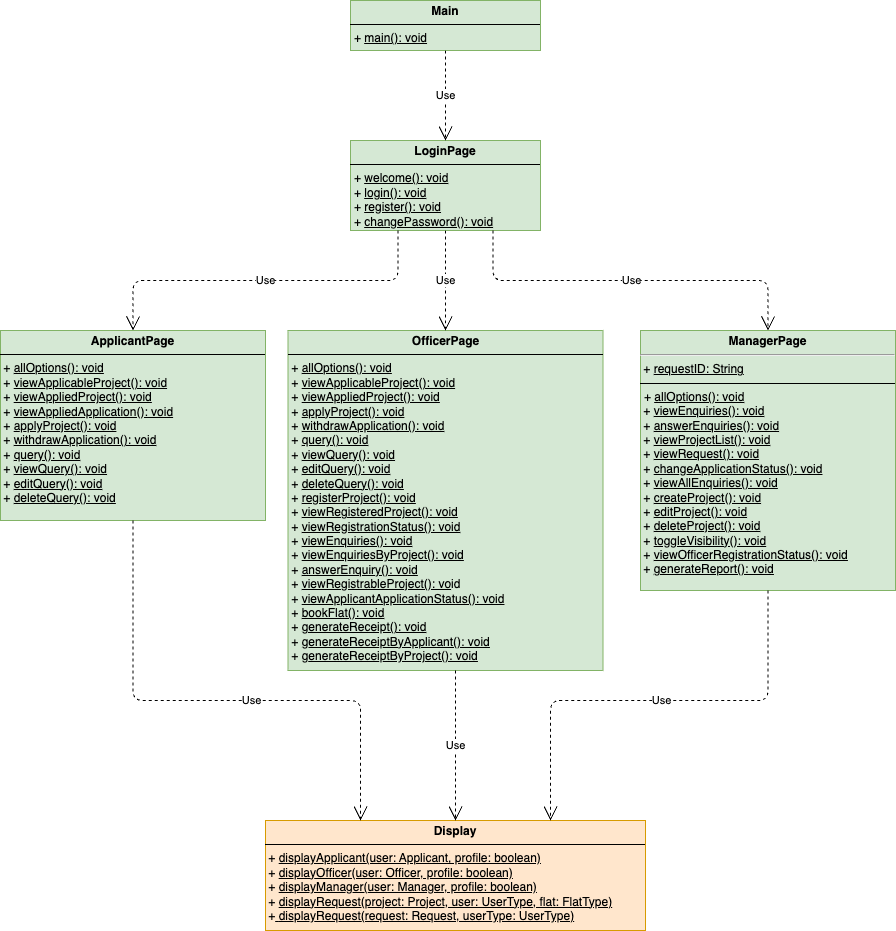 Main
+ main(): void
Use
LoginPage
+ welcome(): void
+ login(): void
+ register(): void
+ changePassword(): void
Use
Use
Use
ApplicantPage
+ allOptions(): void
+ viewApplicableProject(): void
+ viewAppliedProject(): void
+ viewAppliedApplication(): void
+ applyProject(): void
+ withdrawApplication(): void
+ query(): void
+ viewQuery(): void
+ editQuery(): void
+ deleteQuery(): void
OfficerPage
+ allOptions(): void
+ viewApplicableProject(): void
+ viewAppliedProject(): void
+ applyProject(): void
+ withdrawApplication(): void
+ query(): void
+ viewQuery(): void
+ editQuery(): void
+ deleteQuery(): void
+ registerProject(): void
+ viewRegisteredProject(): void
+ viewRegistrationStatus(): void
+ viewEnquiries(): void
+ viewEnquiriesByProject(): void
+ answerEnquiry(): void
+ viewRegistrableProject(): void
+ viewApplicantApplicationStatus(): void
+ bookFlat(): void
+ generateReceipt(): void
+ generateReceiptByApplicant(): void
+ generateReceiptByProject(): void
ManagerPage
+ requestID: String
+ allOptions(): void
+ viewEnquiries(): void
+ answerEnquiries(): void
+ viewProjectList(): void
+ viewRequest(): void
+ changeApplicationStatus(): void
+ viewAllEnquiries(): void
+ createProject(): void
+ editProject(): void
+ deleteProject(): void
+ toggleVisibility(): void
+ viewOfficerRegistrationStatus(): void
+ generateReport(): void
Use
Use
Use
Display
+ displayApplicant(user: Applicant, profile: boolean)
+ displayOfficer(user: Officer, profile: boolean)
+ displayManager(user: Manager, profile: boolean)
+ displayRequest(project: Project, user: UserType, flat: FlatType)
+ displayRequest(request: Request, userType: UserType)